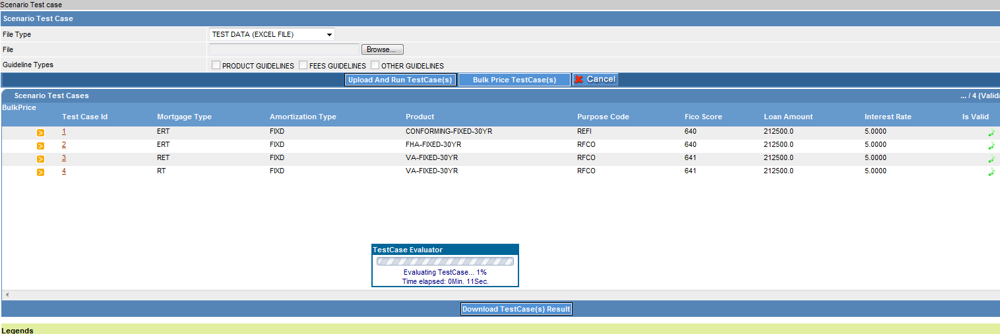 Scenario Test case
Scenario Test Case
File Type TEST DATA (EXCEL FILE)
File Browse...
Guideline Types PRODUCT GUIDELINES FEES GUIDELINES OTHER GUIDELINES
Upload And Run TestCase(s) Bulk Price TestCase(s) Cancel
Scenario Test Cases ... / 4 (Valid/
BulkPrice
Test Case Id Mortgage Type Amortization Type Product Purpose Code Fico Score Loan Amount Interest Rate Is Valid
1 ERT FIXD CONFORMING-FIXED-30YR REFI 640 212500.0 5.0000
2 ERT FIXD FHA-FIXED-30YR RFCO 640 212500.0 5.0000
3 RET FIXD VA-FIXED-30YR RFCO 641 212500.0 5.0000
4 RT FIXD VA-FIXED-30YR RFCO 641 212500.0 5.0000
TestCase Evaluator
Evaluating TestCase... 1%
Time elapsed: 0Min. 11Sec.
Download TestCase(s) Result
Legends